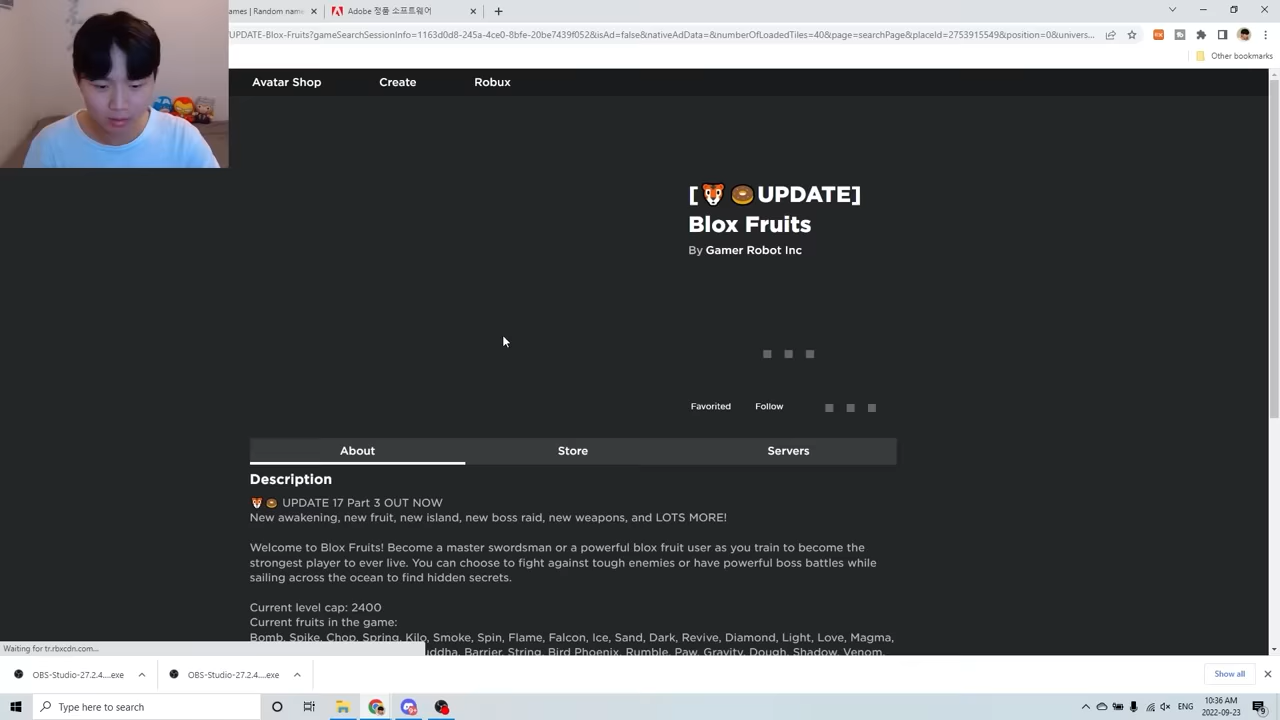 ames | Random name
Adobe 정품 소프트웨어
UPDATE-Blox-Fruits?gameSearchSessionInfo=1163d0d8-245a-4ce0-8bfe-20be7439f052&isAd=false&nativeAdData=&numberOfLoadedTiles=40&page=searchPage&placeId=2753915549&position=0&univers...
Other bookmarks
Avatar Shop Create Robux
[🐯🍩UPDATE]
Blox Fruits
By Gamer Robot Inc
Favorited Follow
About Store Servers
Description
🐯🍩 UPDATE 17 Part 3 OUT NOW
New awakening, new fruit, new island, new boss raid, new weapons, and LOTS MORE!
Welcome to Blox Fruits! Become a master swordsman or a powerful blox fruit user as you train to become the
strongest player to ever live. You can choose to fight against tough enemies or have powerful boss battles while
sailing across the ocean to find hidden secrets.
Current level cap: 2400
Current fruits in the game:
Bomb, Spike, Chop, Spring, Kilo, Smoke, Spin, Flame, Falcon, Ice, Sand, Dark, Revive, Diamond, Light, Love, Magma,
uddha, Barrier, String, Bird Phoenix, Rumble, Paw, Gravity, Dough, Shadow, Venom,
Waiting for tr.rbxcdn.com...
OBS-Studio-27.2.4....exe OBS-Studio-27.2.4....exe Show all
Type here to search
ENG
10:36 AM
2022-09-23
9